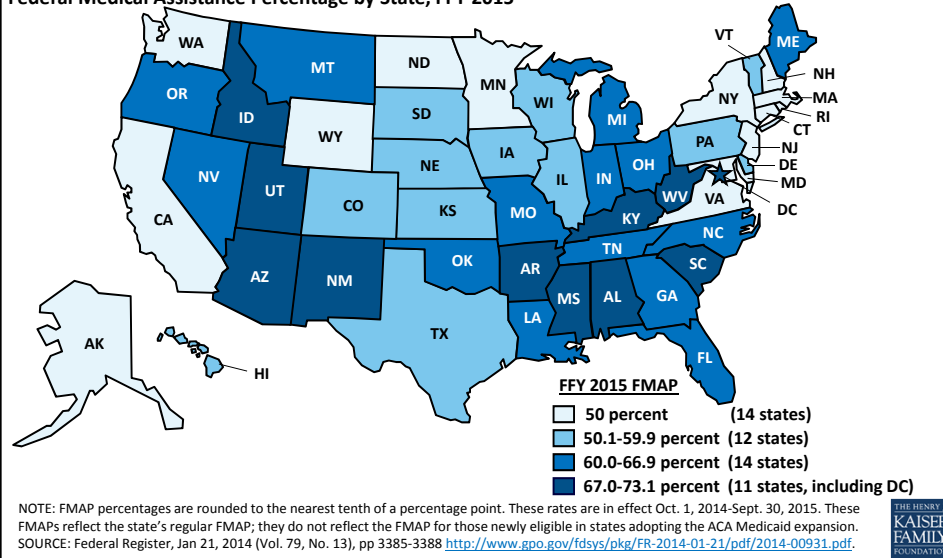 Federal Medical Assistance Percentage by State, FFY 2015
WA
MT
ND
MN
VT
ME
NH
MA
RI
CT
NJ
DE
MD
DC
OR
ID
WY
SD
WI
MI
NY
PA
NV
UT
CO
NE
IA
IL
IN
OH
WV
VA
CA
KS
MO
KY
NC
AZ
NM
OK
AR
TN
SC
TX
LA
MS
AL
GA
FL
AK
HI
FFY 2015 FMAP
50 percent (14 states)
50.1-59.9 percent (12 states)
60.0-66.9 percent (14 states)
67.0-73.1 percent (11 states, including DC)
NOTE: FMAP percentages are rounded to the nearest tenth of a percentage point. These rates are in effect Oct. 1, 2014-Sept. 30, 2015. These
FMAPs reflect the state's regular FMAP; they do not reflect the FMAP for those newly eligible in states adopting the ACA Medicaid expansion.
SOURCE: Federal Register, Jan 21, 2014 (Vol. 79, No. 13), pp 3385-3388 http://www.gpo.gov/fdsys/pkg/FR-2014-01-21/pdf/2014-00931.pdf.
THE HENRY
KAISER
FAMILY
FOUNDATION